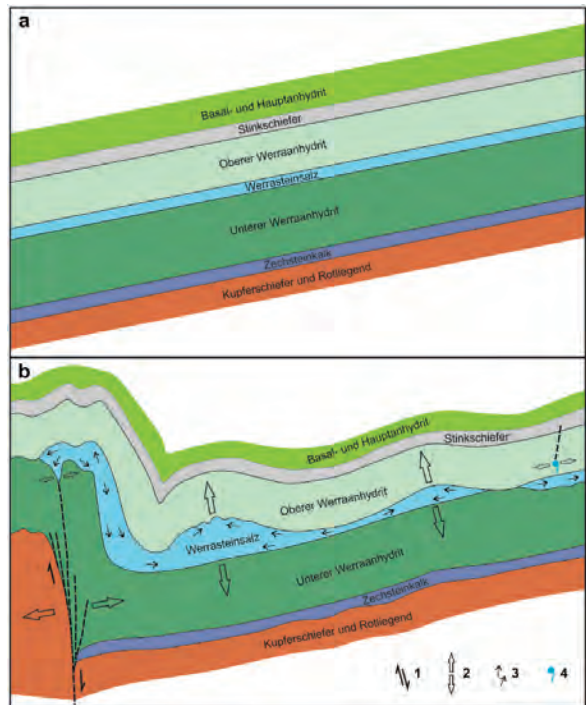 a
Basal- und Hauptanhydrit
Stinkschiefer
Oberer Werraanhydrit
Werrasteinsalz
Unterer Werraanhydrit
Zechsteinkalk
Kupferschiefer und Rotliegend
b
Basal- und Hauptanhydrit
Stinkschiefer
Oberer Werraanhydrit
Werrasteinsalz
Unterer Werraanhydrit
Zechsteinkalk
Kupferschiefer und Rotliegend
1 2 3 4